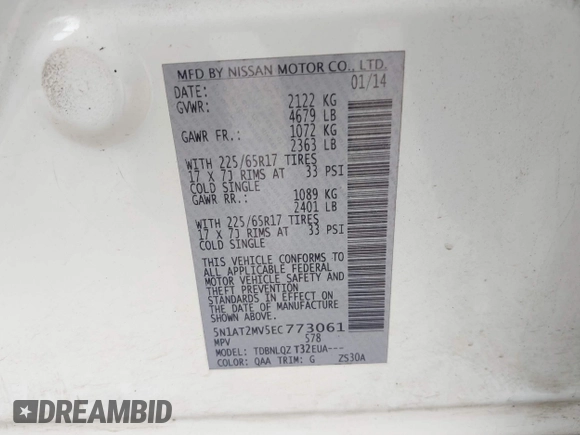 MFD BY NISSAN MOTOR CO., LTD.
DATE: 01/14
GVWR: 2122 KG
4679 LB
GAWR FR.: 1072 KG
2363 LB
WITH 225/65R17 TIRES
17 X 7J RIMS AT 33 PSI
COLD SINGLE
GAWR RR.: 1089 KG
2401 LB
WITH 225/65R17 TIRES
17 X 7J RIMS AT 33 PSI
COLD SINGLE
THIS VEHICLE CONFORMS TO
ALL APPLICABLE FEDERAL
MOTOR VEHICLE SAFETY AND
THEFT PREVENTION
STANDARDS IN EFFECT ON
THE DATE OF MANUFACTURE
SHOWN ABOVE.
5N1AT2MV5EC773061
MPV 578
MODEL: TDBNLQZ T32EUA---
COLOR: QAA TRIM: G ZS30A
DREAMBID